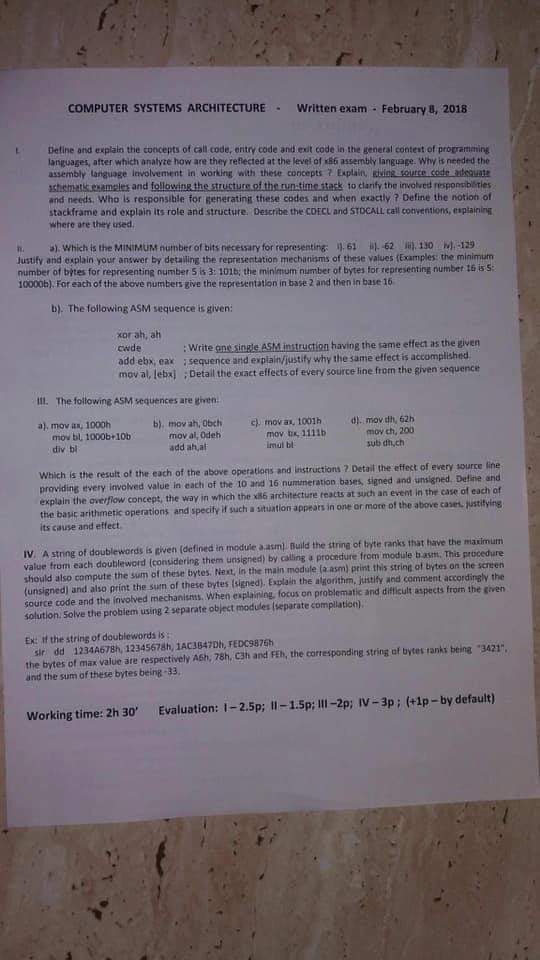 COMPUTER SYSTEMS ARCHITECTURE - Written exam - February 8, 2018
I. Define and explain the concepts of call code, entry code and exit code in the general context of programming
languages, after which analyze how are they reflected at the level of x86 assembly language. Why is needed the
assembly language involvement in working with these concepts ? Explain, giving source code adequate
schematic examples and following the structure of the run-time stack to clarify the involved responsibilities
and needs. Who is responsible for generating these codes and when exactly ? Define the notion of
stackframe and explain its role and structure. Describe the CDECL and STDCALL call conventions, explaining
where are they used.
II. a). Which is the MINIMUM number of bits necessary for representing: i). 61 ii). -62 iii). 130 iv). -129
Justify and explain your answer by detailing the representation mechanisms of these values (Examples: the minimum
number of bytes for representing number 5 is 3: 101b; the minimum number of bytes for representing number 16 is 5:
10000b). For each of the above numbers give the representation in base 2 and then in base 16.
b). The following ASM sequence is given:
xor ah, ah
cwde ; Write one single ASM instruction having the same effect as the given
add ebx, eax ; sequence and explain/justify why the same effect is accomplished.
mov al, [ebx] ; Detail the exact effects of every source line from the given sequence
III. The following ASM sequences are given:
a). mov ax, 1000h b). mov ah, 0bch c). mov ax, 1001h d). mov dh, 62h
mov bl, 1000b+10b mov al, 0deh mov bx, 1111b mov ch, 200
div bl add ah,al imul bl sub dh,ch
Which is the result of each of the above operations and instructions ? Detail the effect of every source line
providing every involved value in each of the 10 and 16 nummeration bases, signed and unsigned. Define and
explain the overflow concept, the way in which the x86 architecture reacts at such an event in the case of each of
the basic arithmetic operations and specify if such a situation appears in one or more of the above cases, justifying
its cause and effect.
IV. A string of doublewords is given (defined in module a.asm). Build the string of byte ranks that have the maximum
value from each doubleword (considering them unsigned) by calling a procedure from module b.asm. This procedure
should also compute the sum of these bytes. Next, in the main module (a.asm) print this string of bytes on the screen
(unsigned) and also print the sum of these bytes (signed). Explain the algorithm, justify and comment accordingly the
source code and the involved mechanisms. When explaining, focus on problematic and difficult aspects from the given
solution. Solve the problem using 2 separate object modules (separate compilation).
Ex: If the string of doublewords is :
sir dd 1234A678h, 12345678h, 1AC3B47Dh, FEDC9876h
the bytes of max value are respectively A6h, 78h, C3h and FEh, the corresponding string of bytes ranks being "3421",
and the sum of these bytes being -33.
Working time: 2h 30' Evaluation: I – 2.5p; II – 1.5p; III –2p; IV – 3p ; (+1p – by default)